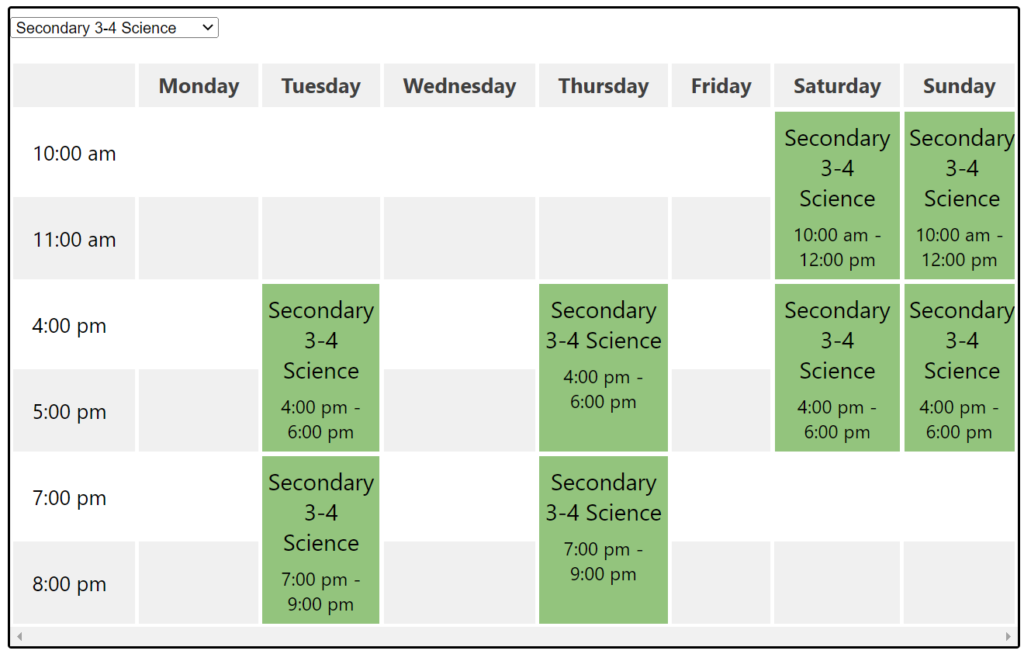 Secondary 3-4 Science
Monday Tuesday Wednesday Thursday Friday Saturday Sunday
10:00 am
11:00 am
Secondary
3-4
Science
10:00 am -
12:00 pm
Secondary
3-4
Science
10:00 am -
12:00 pm
4:00 pm
5:00 pm
Secondary
3-4
Science
4:00 pm -
6:00 pm
Secondary
3-4 Science
4:00 pm -
6:00 pm
Secondary
3-4
Science
4:00 pm -
6:00 pm
Secondary
3-4
Science
4:00 pm -
6:00 pm
7:00 pm
8:00 pm
Secondary
3-4
Science
7:00 pm -
9:00 pm
Secondary
3-4 Science
7:00 pm -
9:00 pm